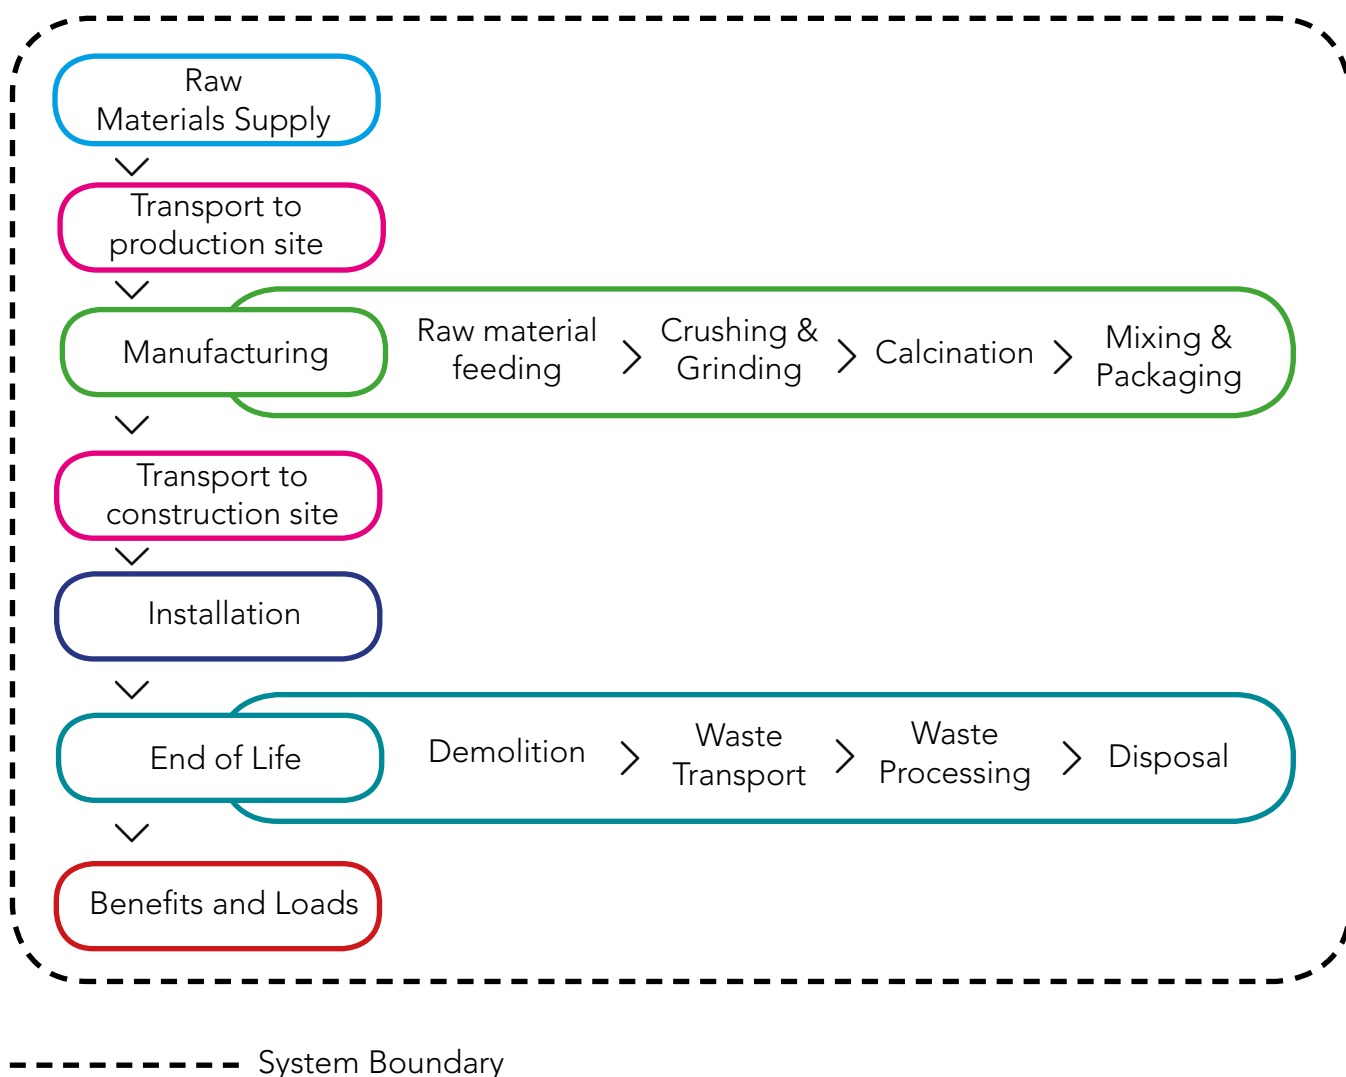 Raw
Materials Supply
Transport to
production site
Manufacturing
Raw material
feeding
Crushing &
Grinding
Calcination
Mixing &
Packaging
Transport to
construction site
Installation
End of Life
Demolition
Waste
Transport
Waste
Processing
Disposal
Benefits and Loads
System Boundary